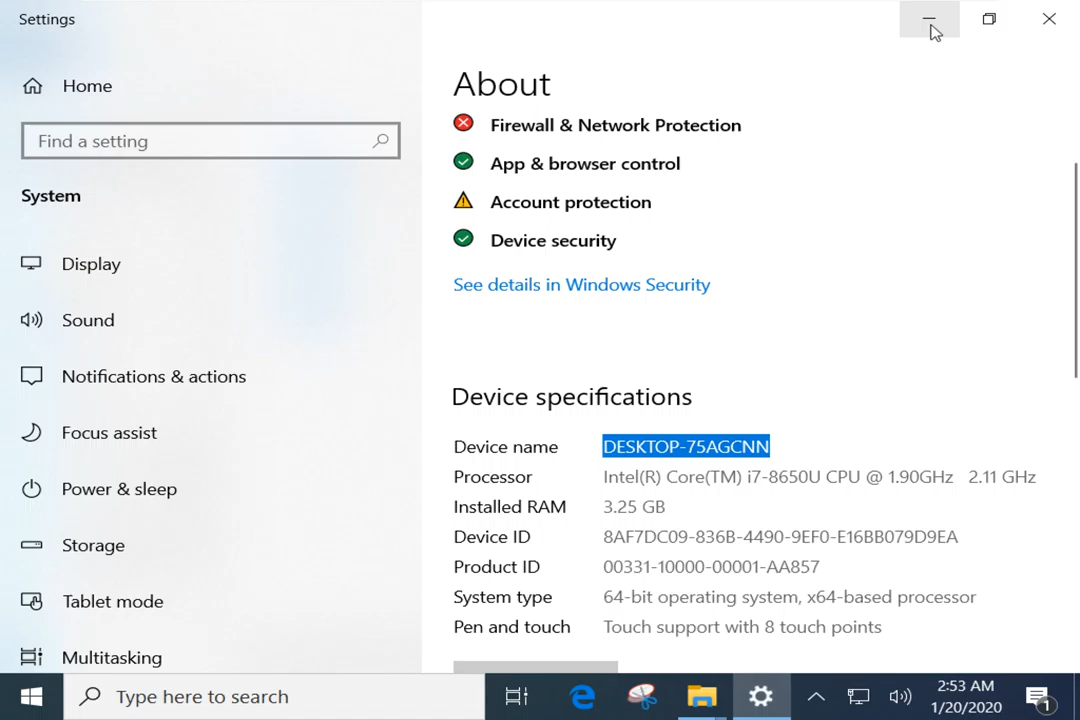 Settings
Home
Find a setting
System
Display
Sound
Notifications & actions
Focus assist
Power & sleep
Storage
Tablet mode
Multitasking
About
Firewall & Network Protection
App & browser control
Account protection
Device security
See details in Windows Security
Device specifications
Device name DESKTOP-75AGCNN
Processor Intel(R) Core(TM) i7-8650U CPU @ 1.90GHz 2.11 GHz
Installed RAM 3.25 GB
Device ID 8AF7DC09-836B-4490-9EF0-E16BB079D9EA
Product ID 00331-10000-00001-AA857
System type 64-bit operating system, x64-based processor
Pen and touch Touch support with 8 touch points
Type here to search
2:53 AM
1/20/2020
1